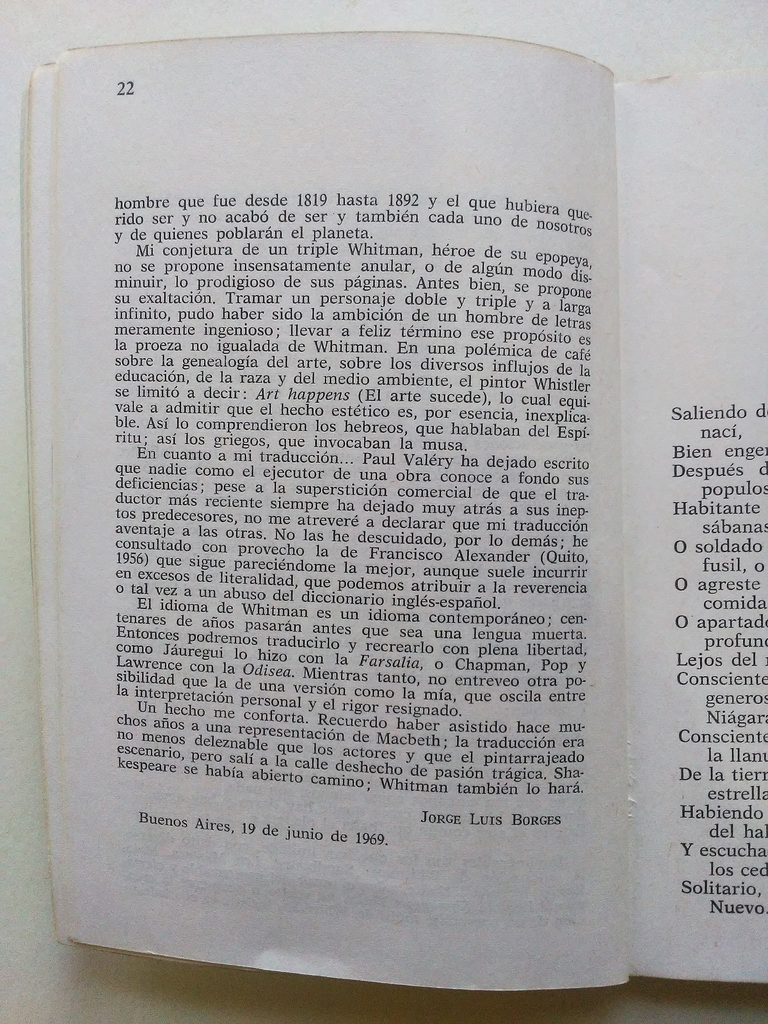 22
hombre que fue desde 1819 hasta 1892 y el que hubiera que-
rido ser y no acabó de ser y también cada uno de nosotros
y de quienes poblarán el planeta.
Mi conjetura de un triple Whitman, héroe de su epopeya,
no se propone insensatamente anular, o de algún modo dis-
minuir, lo prodigioso de sus páginas. Antes bien, se propone
su exaltación. Tramar un personaje doble y triple y a larga
infinito, pudo haber sido la ambición de un hombre de letras
meramente ingenioso; llevar a feliz término ese propósito es
la proeza no igualada de Whitman. En una polémica de café
sobre la genealogía del arte, sobre los diversos influjos de la
educación, de la raza y del medio ambiente, el pintor Whistler
se limitó a decir: Art happens (El arte sucede), lo cual equi-
vale a admitir que el hecho estético es, por esencia, inexplica-
ble. Así lo comprendieron los hebreos, que hablaban del Espí-
ritu; así los griegos, que invocaban la musa.
En cuanto a mi traducción... Paul Valéry ha dejado escrito
que nadie como el ejecutor de una obra conoce a fondo sus
deficiencias; pese a la superstición comercial de que el tra-
ductor más reciente siempre ha dejado muy atrás a sus inep-
tos predecesores, no me atreveré a declarar que mi traducción
aventaje a las otras. No las he descuidado, por lo demás; he
consultado con provecho la de Francisco Alexander (Quito,
1956) que sigue pareciéndome la mejor, aunque suele incurrir
en excesos de literalidad, que podemos atribuir a la reverencia
o tal vez a un abuso del diccionario inglés-español.
El idioma de Whitman es un idioma contemporáneo; cen-
tenares de años pasarán antes que sea una lengua muerta.
Entonces podremos traducirlo y recrearlo con plena libertad,
como Jáuregui lo hizo con la Farsalia, o Chapman, Pop y
Lawrence con la Odisea. Mientras tanto, no entreveo otra po-
sibilidad que la de una versión como la mía, que oscila entre
la interpretación personal y el rigor resignado.
Un hecho me conforta. Recuerdo haber asistido hace mu-
chos años a una representación de Macbeth; la traducción era
no menos deleznable que los actores y que el pintarrajeado
escenario, pero salí a la calle deshecho de pasión trágica. Sha-
kespeare se había abierto camino; Whitman también lo hará.
JORGE LUIS BORGES
Buenos Aires, 19 de junio de 1969.
Saliendo d
nací,
Bien enge
Después d
populos
Habitante
sábanas
O soldado
fusil, o
O agreste
comida
O apartad
profund
Lejos del
Consciente
generos
Niágara
Consciente
la llanu
De la tierr
estrella
Habiendo
del hal
Y escucha
los ced
Solitario,
Nuevo.